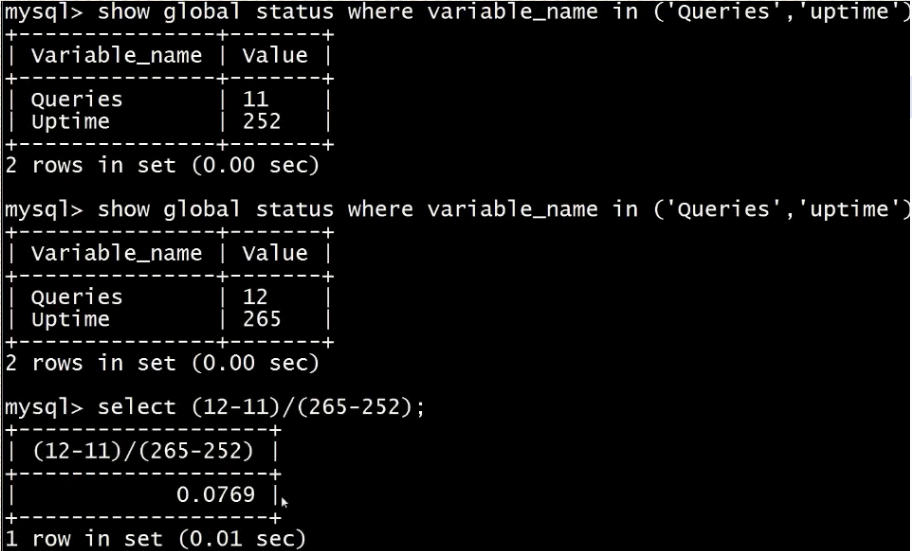 mysql> show global status where variable_name in ('Queries','uptime')
+---------------+-------+
| Variable_name | Value |
+---------------+-------+
| Queries       | 11    |
| Uptime        | 252   |
+---------------+-------+
2 rows in set (0.00 sec)
mysql> show global status where variable_name in ('Queries','uptime')
+---------------+-------+
| Variable_name | Value |
+---------------+-------+
| Queries       | 12    |
| Uptime        | 265   |
+---------------+-------+
2 rows in set (0.00 sec)
mysql> select (12-11)/(265-252);
+-------------------+
| (12-11)/(265-252) |
+-------------------+
|            0.0769 |
+-------------------+
1 row in set (0.01 sec)